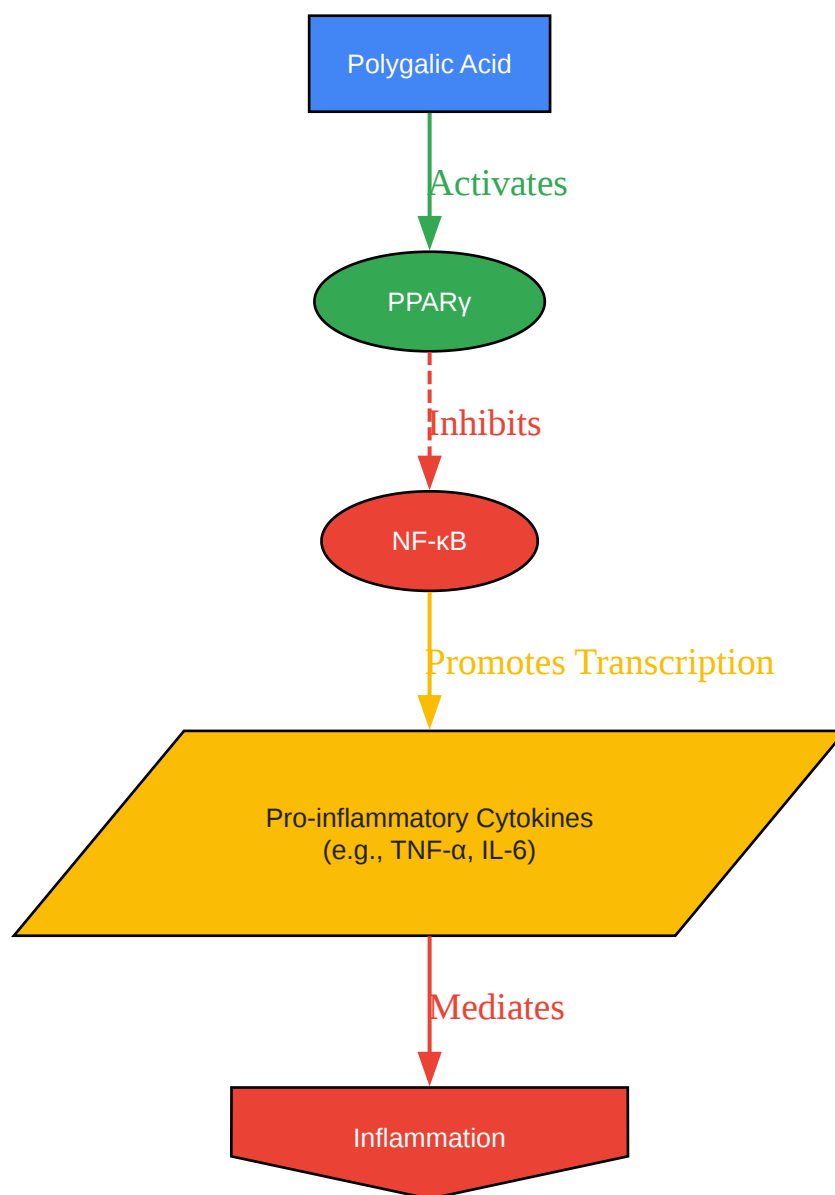 Polygalic Acid
Activates
PPARγ
Inhibits
NF-κB
Promotes Transcription
Pro-inflammatory Cytokines
(e.g., TNF-α, IL-6)
Mediates
Inflammation